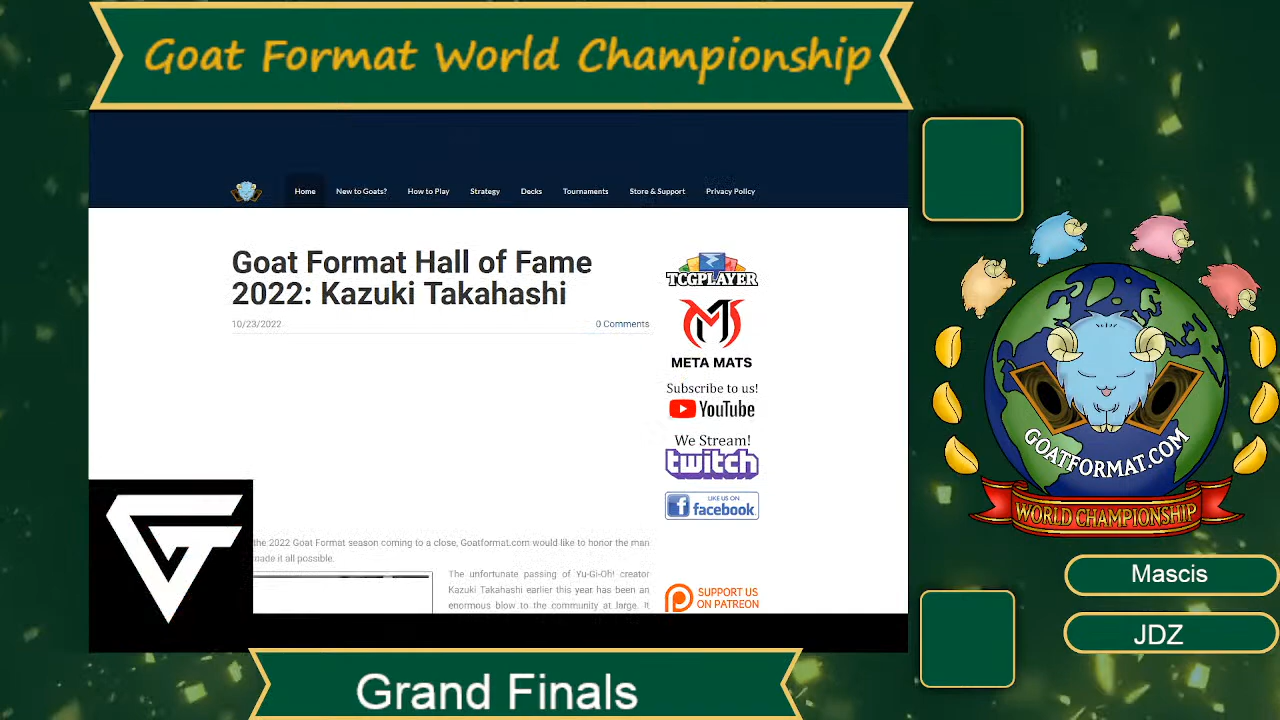 Goat Format World Championship
Home New to Goats? How to Play Strategy Decks Tournaments Store & Support Privacy Policy
Goat Format Hall of Fame
2022: Kazuki Takahashi
10/23/2022 0 Comments
TCGPLAYER
META MATS
Subscribe to us!
YouTube
We Stream!
twitch
LIKE US ON
facebook
the 2022 Goat Format season coming to a close, Goatformat.com would like to honor the man
made it all possible.
The unfortunate passing of Yu-Gi-Oh! creator
Kazuki Takahashi earlier this year has been an
enormous blow to the community at large. It
SUPPORT US
ON PATREON
GOATFORMAT.COM
WORLD CHAMPIONSHIP
Mascis
JDZ
Grand Finals